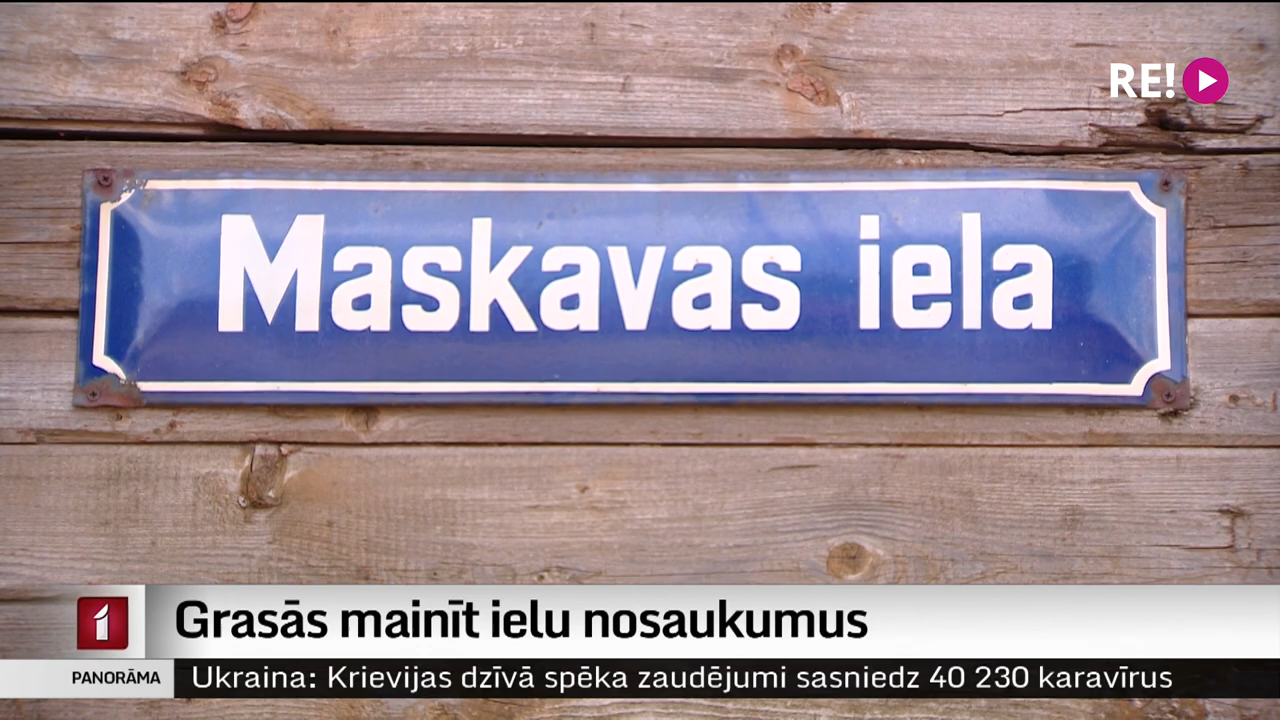 RE!
Maskavas iela
1
Grasās mainīt ielu nosaukumus
PANORĀMA
Ukraina: Krievijas dzīvā spēka zaudējumi sasniedz 40 230 karavīrus